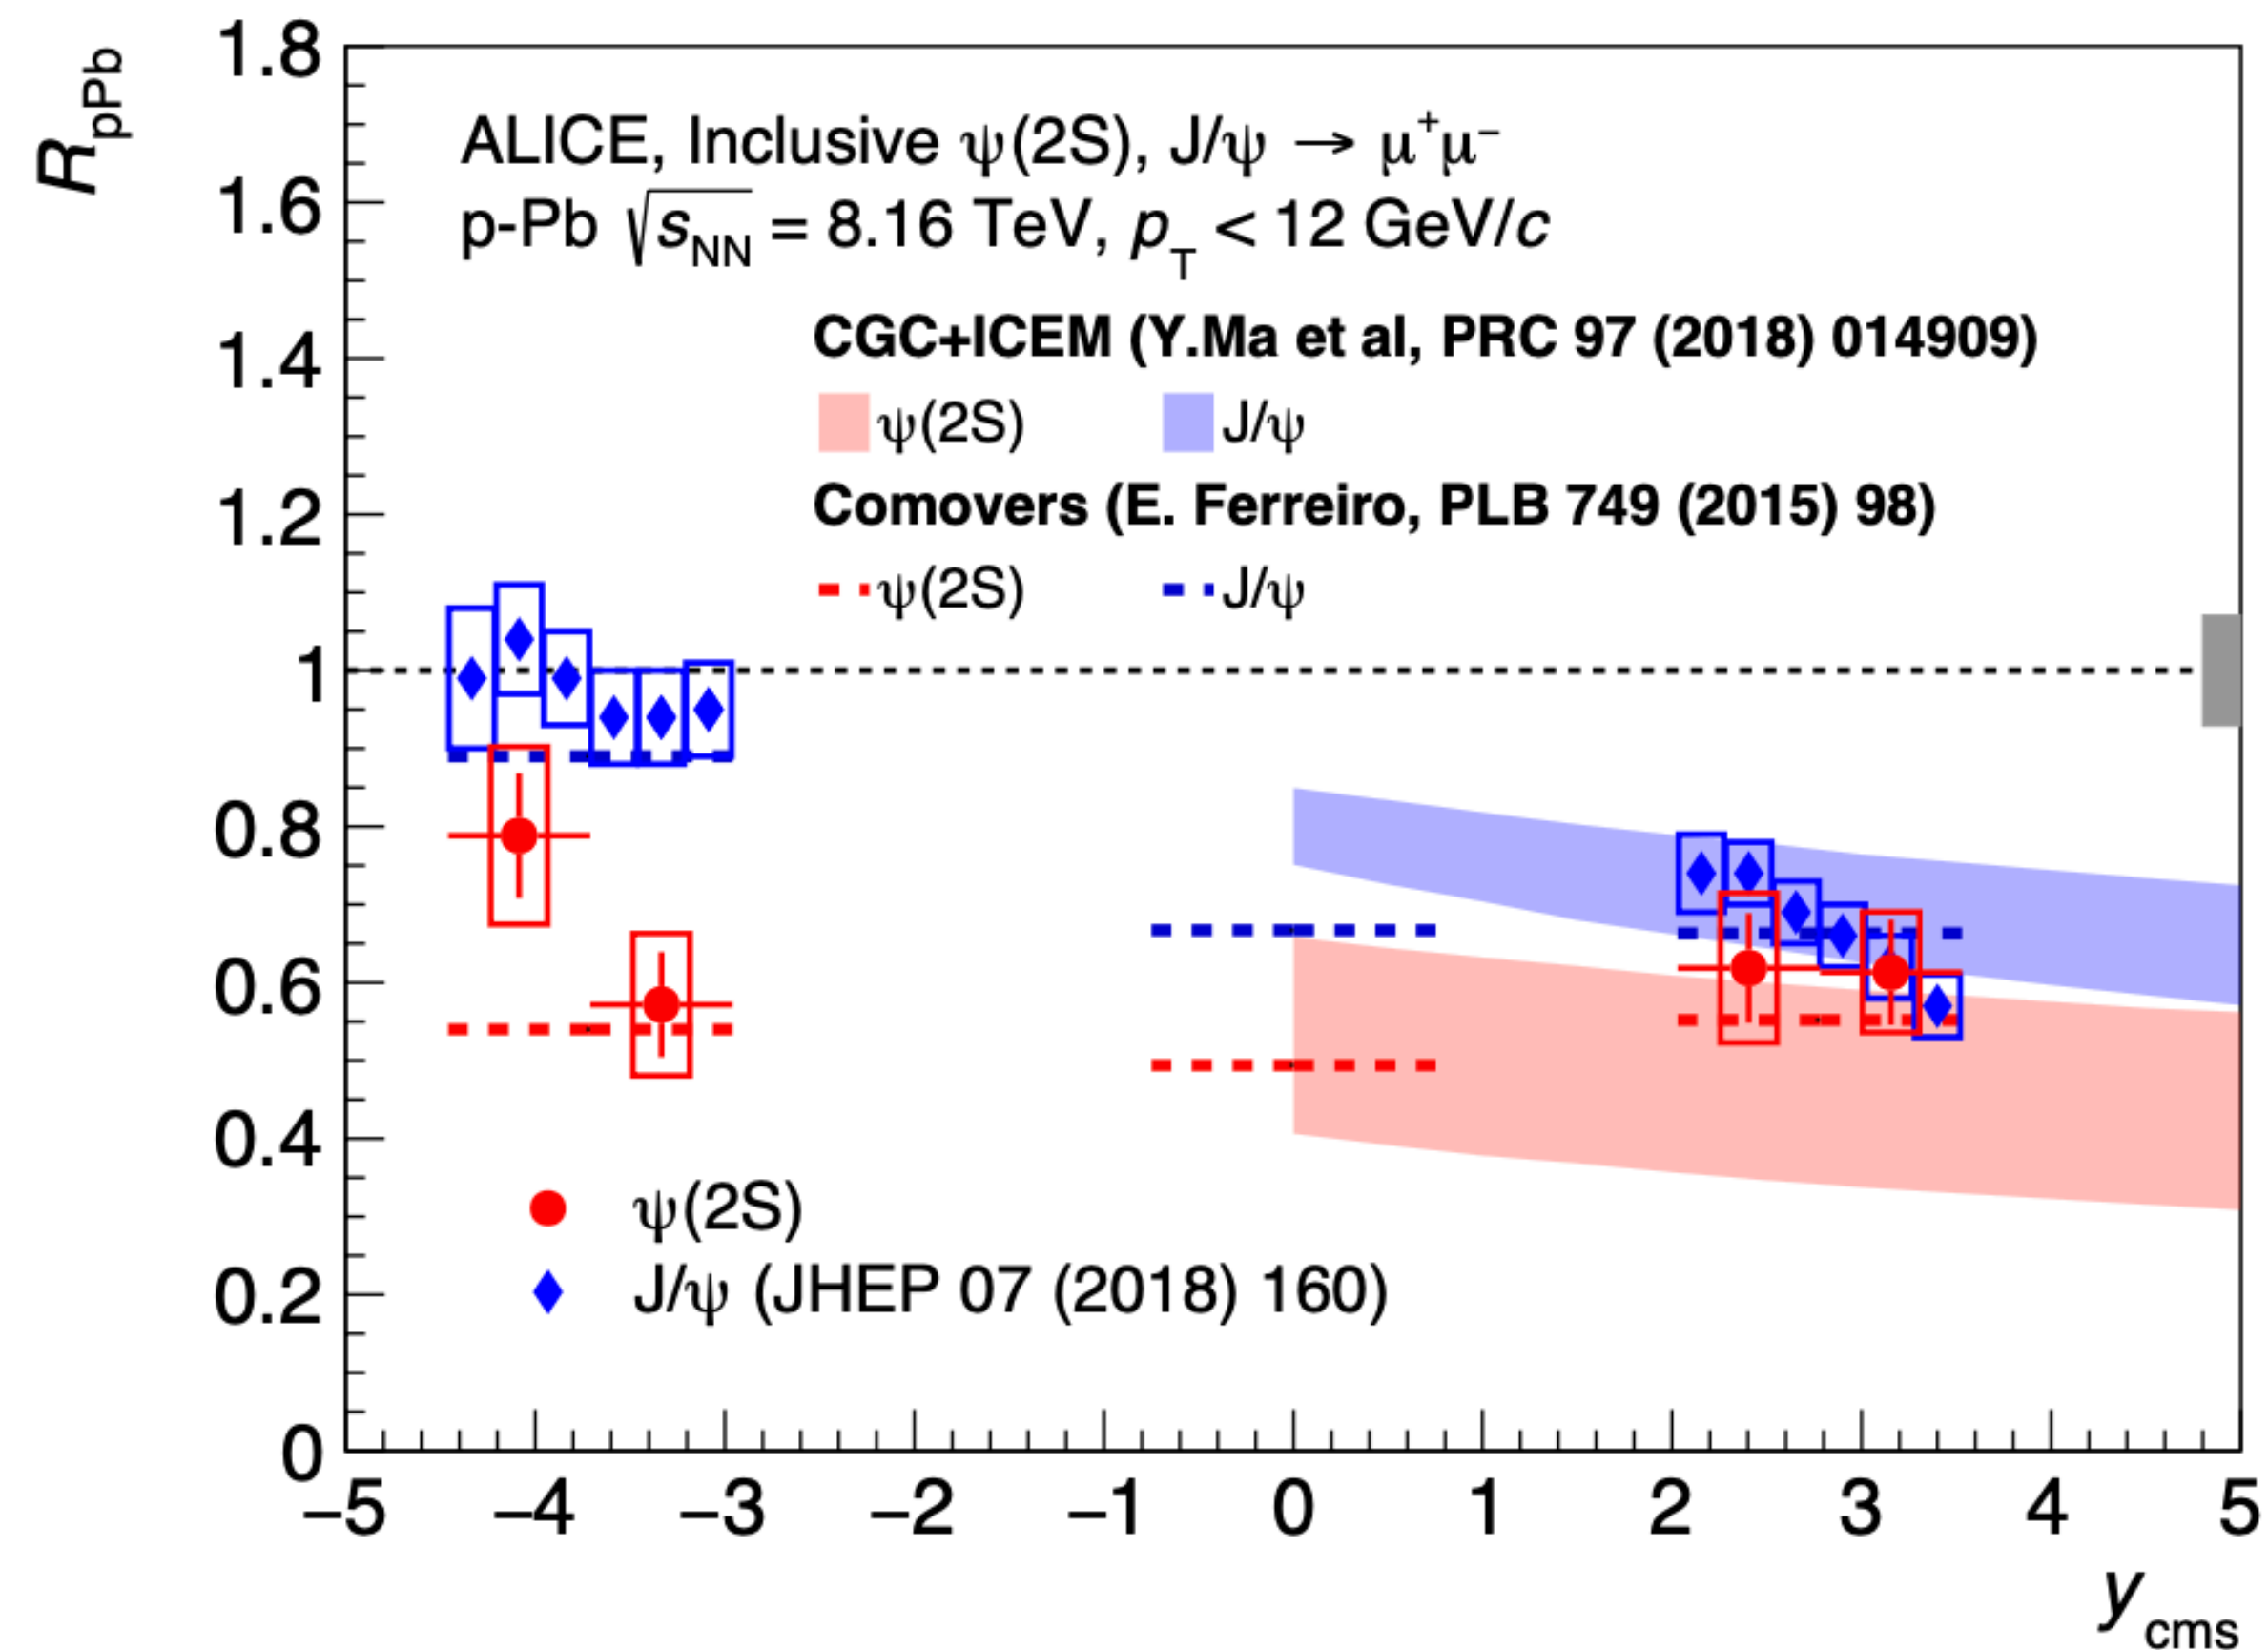 R_pPb
1.8
1.6
1.4
1.2
1
0.8
0.6
0.4
0.2
0
ALICE, Inclusive ψ(2S), J/ψ → μ⁺μ⁻
p-Pb √s_NN = 8.16 TeV, p_T < 12 GeV/c
CGC+ICEM (Y.Ma et al, PRC 97 (2018) 014909)
ψ(2S) J/ψ
Comovers (E. Ferreiro, PLB 749 (2015) 98)
ψ(2S) J/ψ
ψ(2S)
J/ψ (JHEP 07 (2018) 160)
−5 −4 −3 −2 −1 0 1 2 3 4 5
y_cms